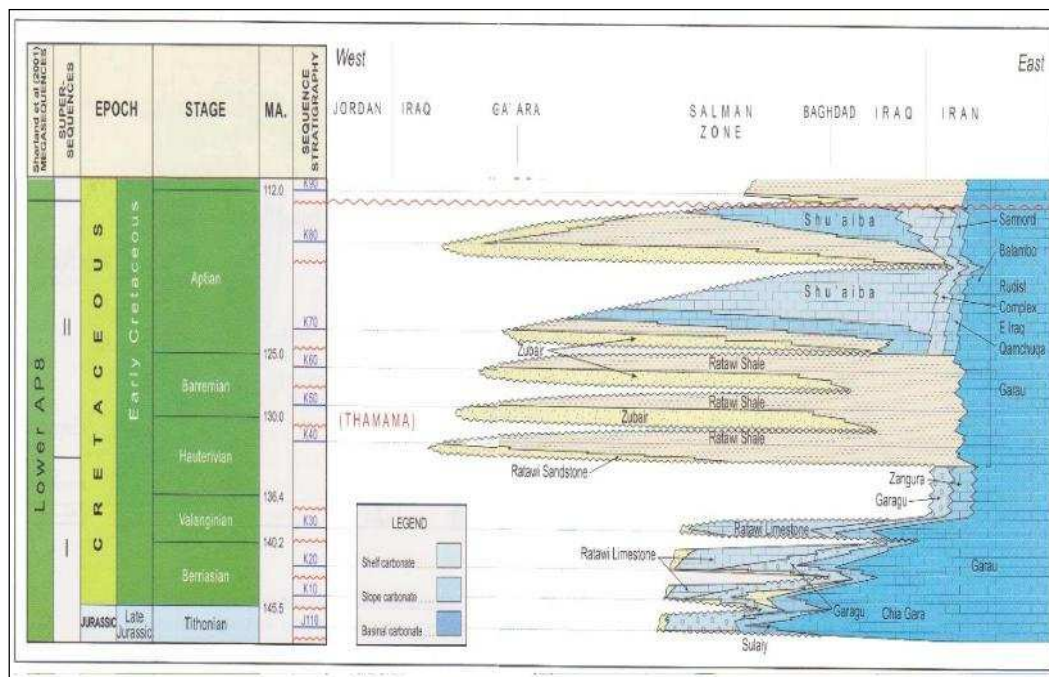 West
East
Sharland et al (2001)
MEGASEQUENCES
SUPER-
SEQUENCES
EPOCH
STAGE
MA.
SEQUENCE
STRATIGRAPHY
JORDAN
IRAQ
GA'ARA
SALMAN
ZONE
BAGHDAD
IRAQ
IRAN
Lower AP8
II
I
CRETACEOUS
Early Cretaceous
JURASSIC
Late
Jurassic
Aptian
Barremian
Hauterivian
Valanginian
Berriasian
Tithonian
112.0
125.0
130.0
136.4
140.2
145.5
K90
K80
K70
K60
K50
K40
K30
K20
K10
J110
Shu'aiba
Sarmord
Balambo
Shu'aiba
Rudist
Complex
E Iraq
Qamchuqa
Zubair
Ratawi Shale
Garau
Ratawi Shale
(THAMAMA)
Zubair
Ratawi Shale
Ratawi Sandstone
Zangura
Garagu
Ratawi Limestone
Ratawi Limestone
Garau
Garagu
Chia Gara
Sulaiy
LEGEND
Shelf carbonate
Slope carbonate
Basinal carbonate